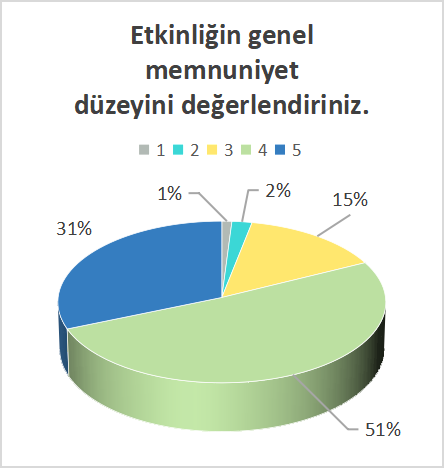 Etkinliğin genel
memnuniyet
düzeyini değerlendiriniz.
1 2 3 4 5
1%
2%
15%
31%
51%